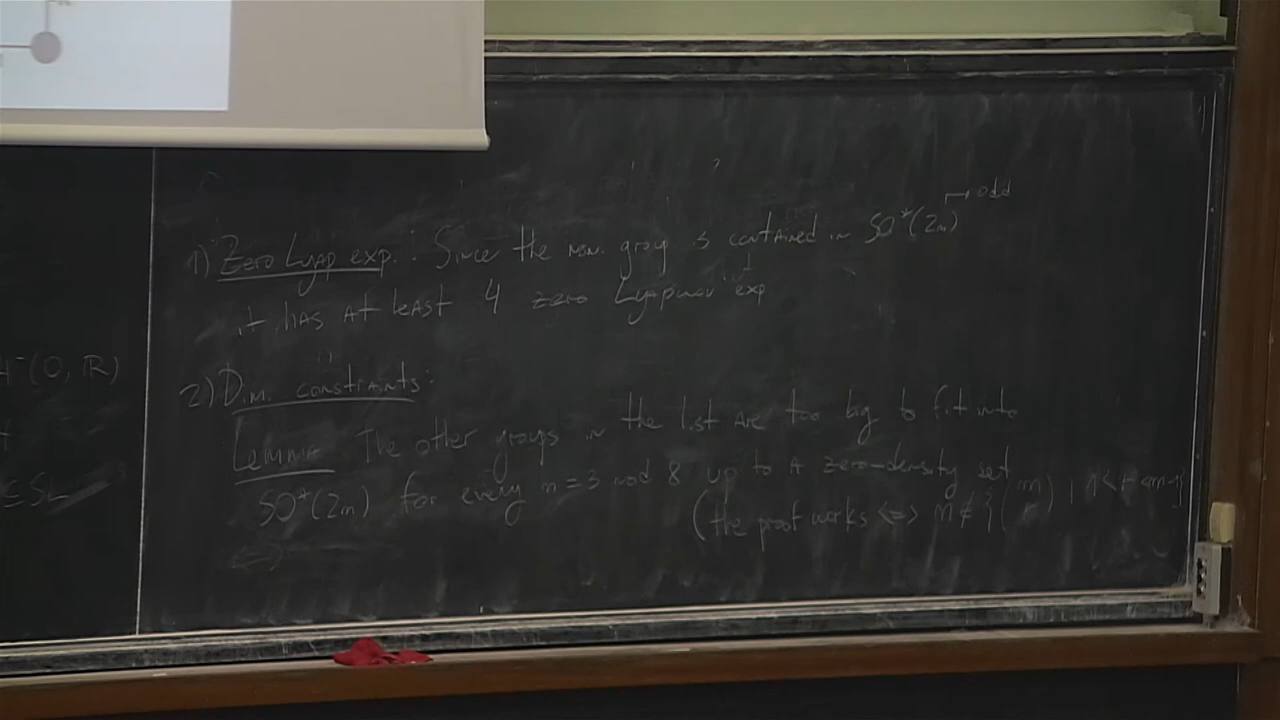 H⁻(0, ℝ)
∈ SL
↦ odd
1) Zero Lyap exp.: Since the mon. group is contained in SO*(2m)
it has at least 4 zero Lyapunov exp
2) Dim. constraints:
Lemma The other groups in the list are too big to fit into
SO*(2m) for every m ≡ 3 mod 8 up to a zero-density set
(the proof works <=> m ∉ {